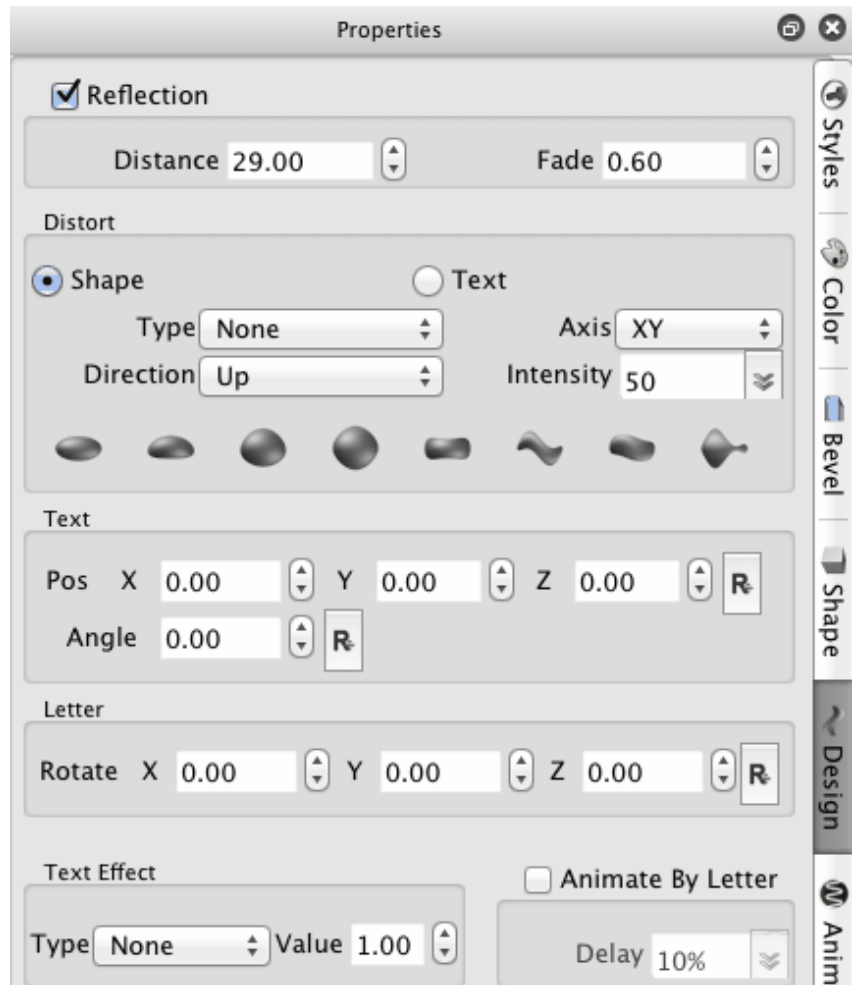 Properties
Reflection
Distance 29.00 Fade 0.60
Distort
Shape Text
Type None Axis XY
Direction Up Intensity 50
Text
Pos X 0.00 Y 0.00 Z 0.00 R
Angle 0.00 R
Letter
Rotate X 0.00 Y 0.00 Z 0.00 R
Text Effect
Animate By Letter
Type None Value 1.00
Delay 10%
Styles
Color
Bevel
Shape
Design
Anim